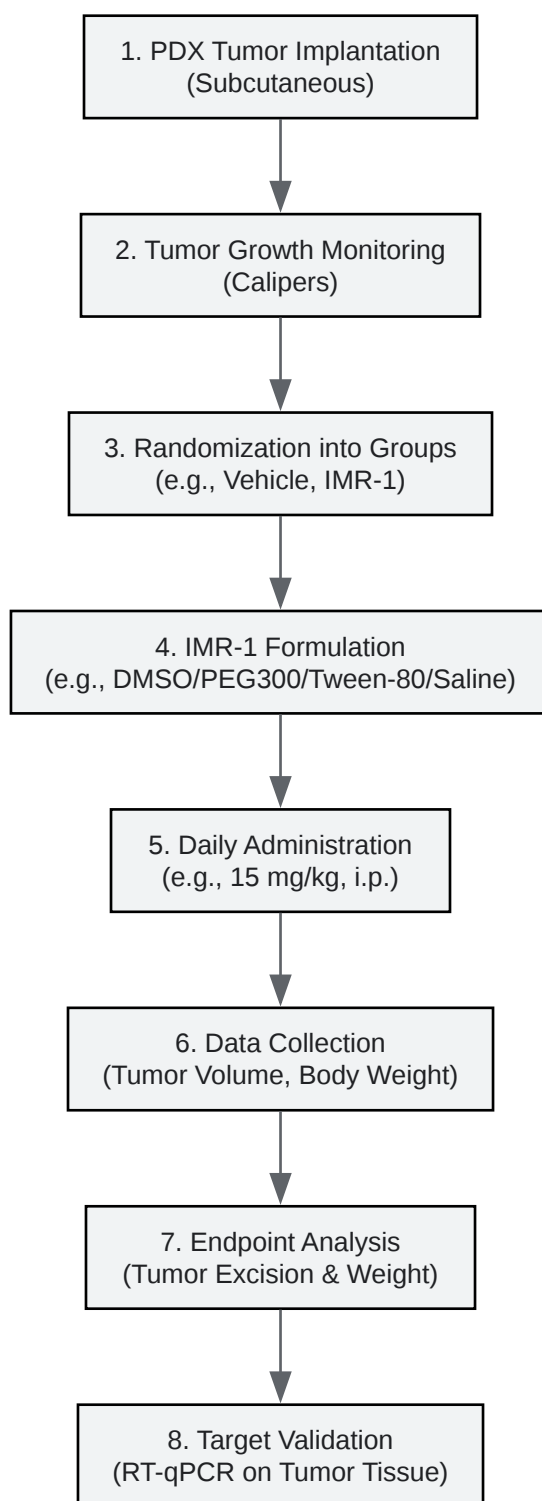 1. PDX Tumor Implantation
(Subcutaneous)
2. Tumor Growth Monitoring
(Calipers)
3. Randomization into Groups
(e.g., Vehicle, IMR-1)
4. IMR-1 Formulation
(e.g., DMSO/PEG300/Tween-80/Saline)
5. Daily Administration
(e.g., 15 mg/kg, i.p.)
6. Data Collection
(Tumor Volume, Body Weight)
7. Endpoint Analysis
(Tumor Excision & Weight)
8. Target Validation
(RT-qPCR on Tumor Tissue)